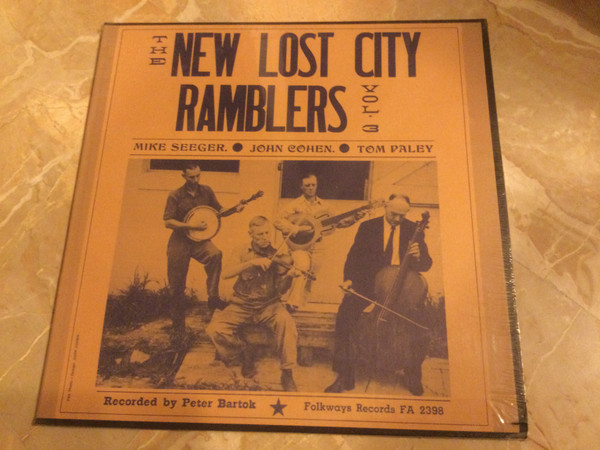 THE NEW LOST CITY
RAMBLERS VOL. 3
MIKE SEEGER. ● JOHN COHEN. ● TOM PALEY
Recorded by Peter Bartok ★ Folkways Records FA 2398